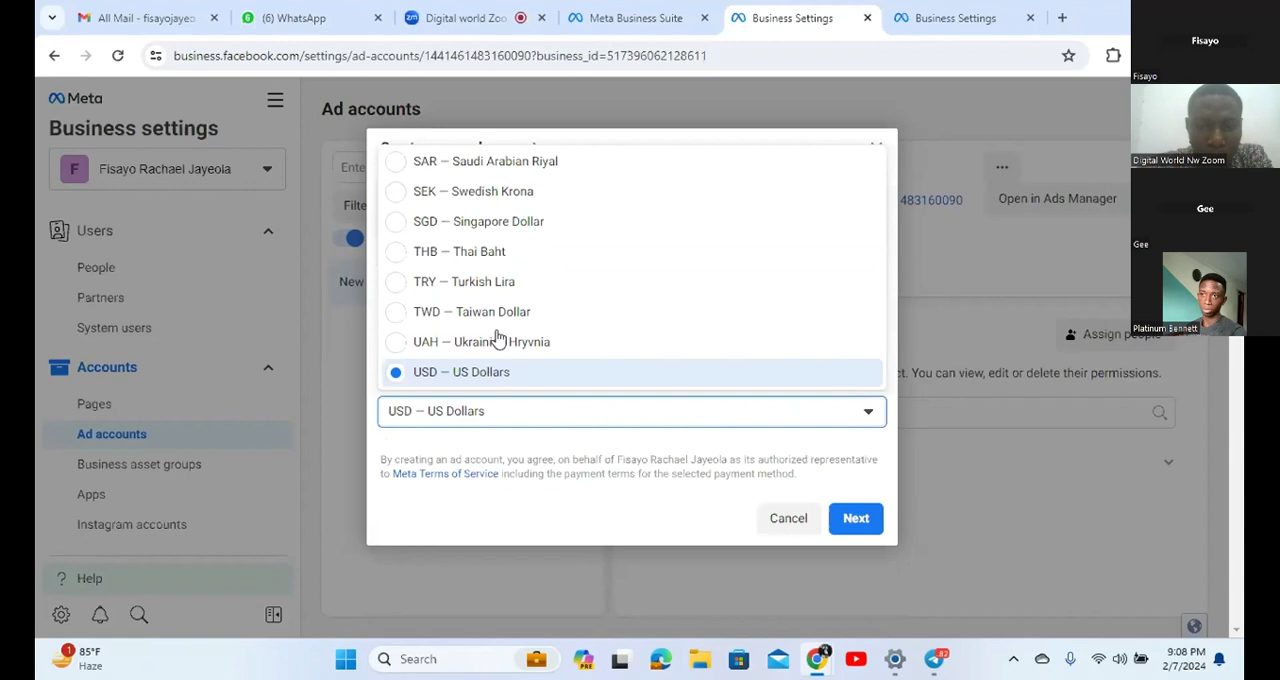 All Mail - fisayojayeo
(6) WhatsApp
Digital world Zoo
Meta Business Suite
Business Settings
Business Settings
business.facebook.com/settings/ad-accounts/1441461483160090?business_id=517396062128611
Fisayo
Fisayo
Digital World Nw Zoom
Gee
Gee
Platinum Bennett
Meta
Business settings
F
Fisayo Rachael Jayeola
Users
People
Partners
System users
Accounts
Pages
Ad accounts
Business asset groups
Apps
Instagram accounts
Help
Ad accounts
Ente
Filte
New
483160090
Open in Ads Manager
Assign people
ct. You can view, edit or delete their permissions.
SAR — Saudi Arabian Riyal
SEK — Swedish Krona
SGD — Singapore Dollar
THB — Thai Baht
TRY — Turkish Lira
TWD — Taiwan Dollar
UAH — Ukraini Hryvnia
USD — US Dollars
USD — US Dollars
By creating an ad account, you agree, on behalf of Fisayo Rachael Jayeola as its authorized representative
to Meta Terms of Service including the payment terms for the selected payment method.
Cancel
Next
85°F
Haze
Search
82
9:08 PM
2/7/2024